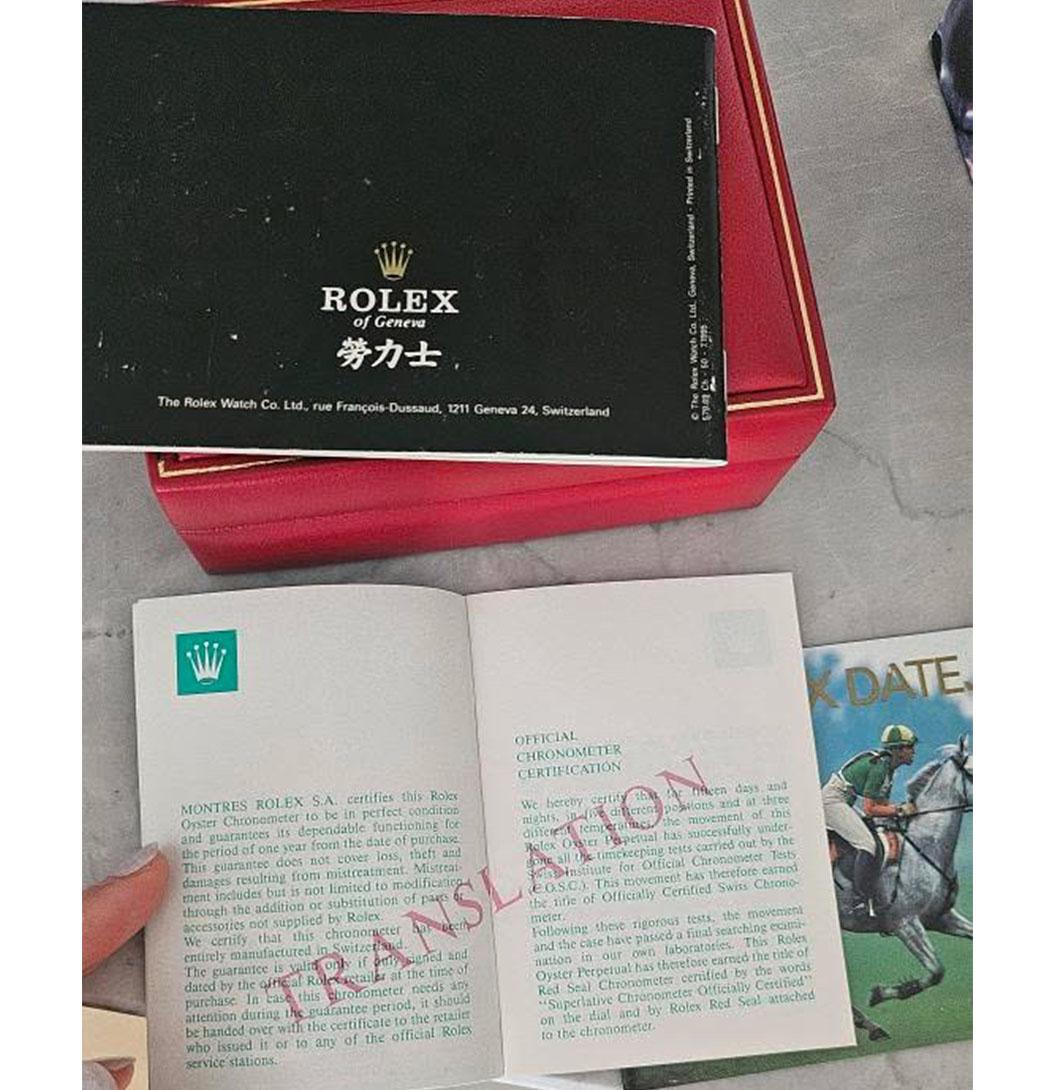 ROLEX
of Geneva
勞力士
The Rolex Watch Co. Ltd., rue François-Dussaud, 1211 Geneva 24, Switzerland
© The Rolex Watch Co. Ltd. Geneva, Switzerland - Printed in Switzerland
Ch - 50 -
MONTRES ROLEX S.A. certifies this Rolex
Oyster Chronometer to be in perfect condition
and guarantees its dependable functioning for
the period of one year from the date of purchase.
This guarantee does not cover loss, theft and
damages resulting from mistreatment. Mistreat-
ment includes but is not limited to modification
through the addition or substitution of parts or
accessories not supplied by Rolex.
We certify that this chronometer has been
entirely manufactured in Switzerland.
The guarantee is valid only if duly signed and
dated by the official Rolex retailer at the time of
purchase. In case this chronometer needs any
attention during the guarantee period, it should
be handed over with the certificate to the retailer
who issued it or to any of the official Rolex
service stations.
OFFICIAL
CHRONOMETER
CERTIFICATION
We hereby certify that for fifteen days and
nights, in five different positions and at three
different temperatures, the movement of this
Rolex Oyster Perpetual has successfully under-
gone all the timekeeping tests carried out by the
Swiss Institute for Official Chronometer Tests
(C.O.S.C.). This movement has therefore earned
the title of Officially Certified Swiss Chrono-
meter.
Following these rigorous tests, the movement
and the case have passed a final searching exami-
nation in our own laboratories. This Rolex
Oyster Perpetual has therefore earned the title of
Red Seal Chronometer certified by the words
“Superlative Chronometer Officially Certified”
on the dial and by Rolex Red Seal attached
to the chronometer.
TRANSLATION
X DATEJ